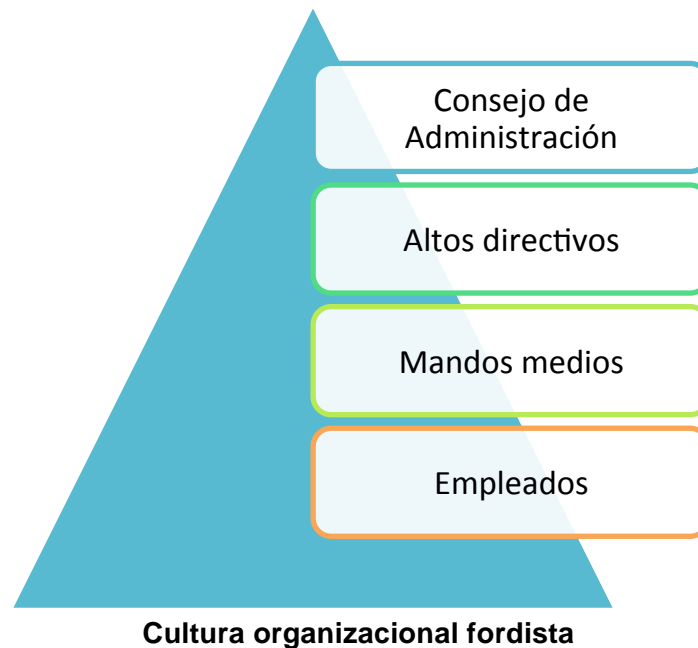 Consejo de
Administración
Altos directivos
Mandos medios
Empleados
Cultura organizacional fordista